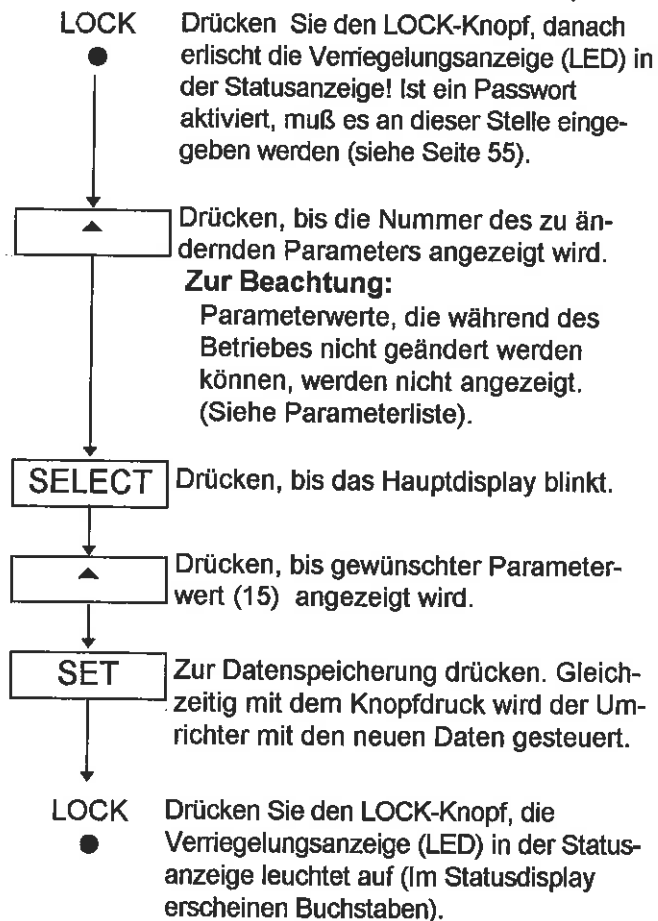 LOCK Drücken Sie den LOCK-Knopf, danach
erlischt die Verriegelungsanzeige (LED) in
der Statusanzeige! Ist ein Passwort
aktiviert, muß es an dieser Stelle einge-
geben werden (siehe Seite 55).
Drücken, bis die Nummer des zu än-
dernden Parameters angezeigt wird.
Zur Beachtung:
Parameterwerte, die während des
Betriebes nicht geändert werden
können, werden nicht angezeigt.
(Siehe Parameterliste).
SELECT Drücken, bis das Hauptdisplay blinkt.
Drücken, bis gewünschter Parameter-
wert (15) angezeigt wird.
SET Zur Datenspeicherung drücken. Gleich-
zeitig mit dem Knopfdruck wird der Um-
richter mit den neuen Daten gesteuert.
LOCK Drücken Sie den LOCK-Knopf, die
Verriegelungsanzeige (LED) in der Status-
anzeige leuchtet auf (Im Statusdisplay
erscheinen Buchstaben).